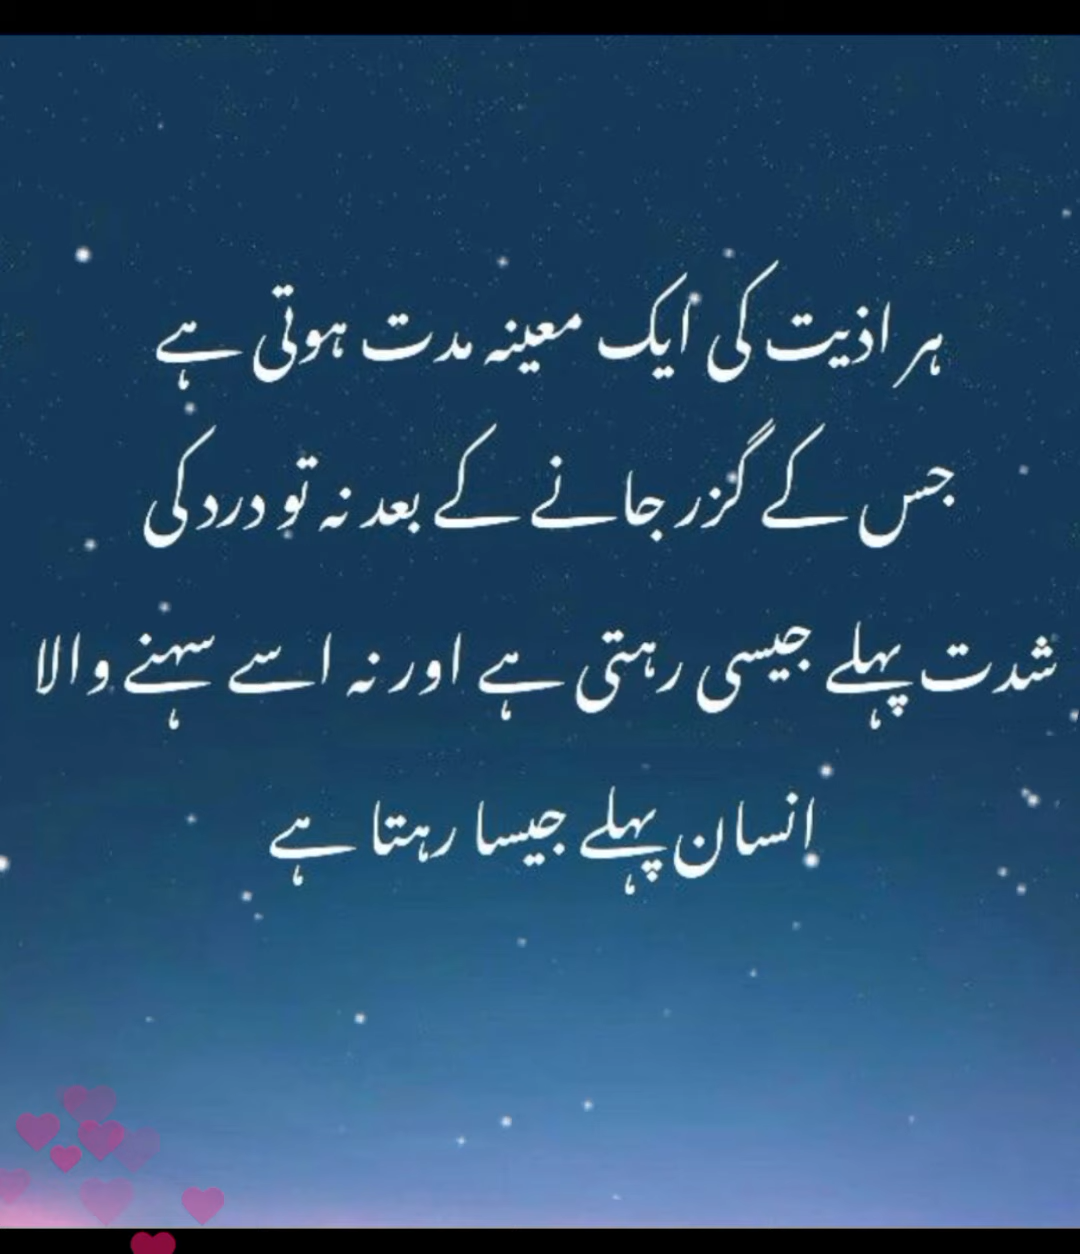 ہر اذیت کی ایک معینہ مدت ہوتی ہے
جس کے گزر جانے کے بعد نہ تو درد کی
شدت پہلے جیسی رہتی ہے اور نہ اسے سہنے والا
انسان پہلے جیسا رہتا ہے